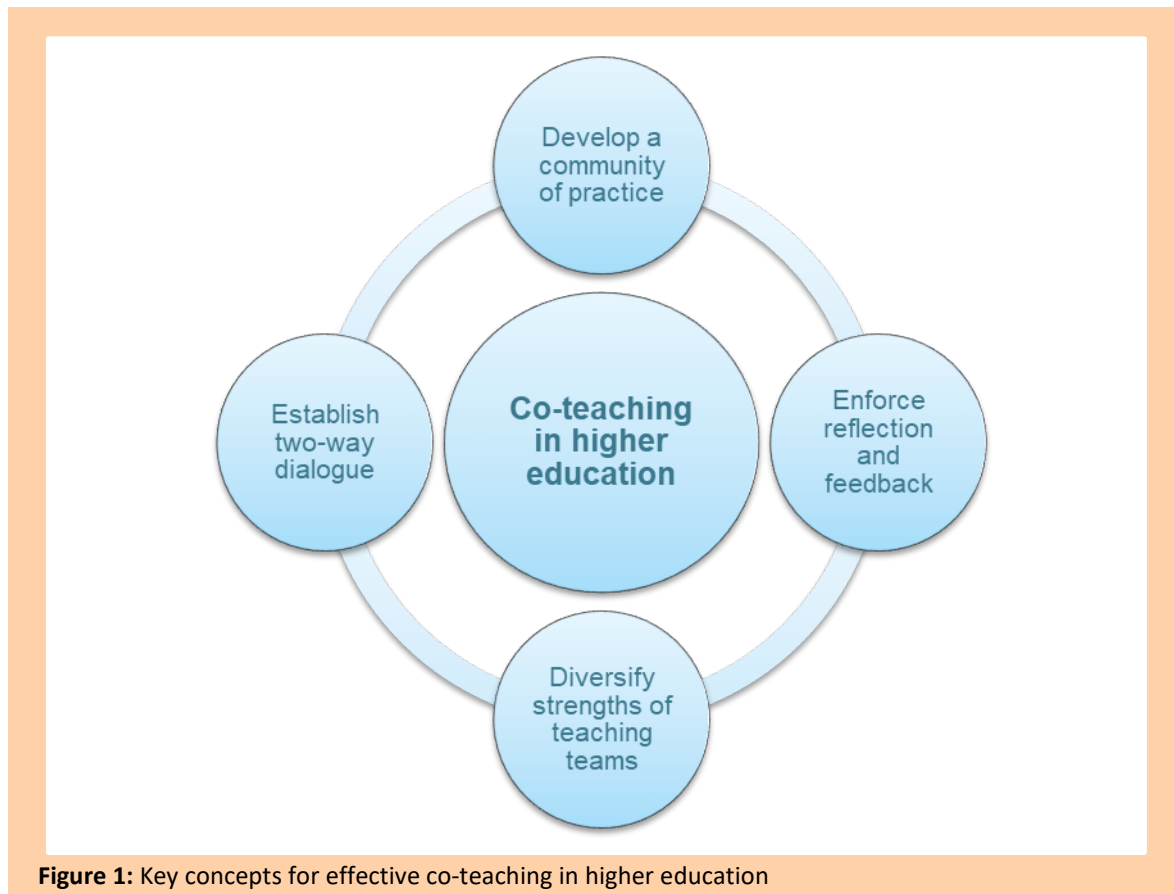 Develop a
community
of practice
Establish
two-way
dialogue
Co-teaching
in higher
education
Enforce
reflection
and
feedback
Diversify
strengths of
teaching
teams
Figure 1: Key concepts for effective co-teaching in higher education